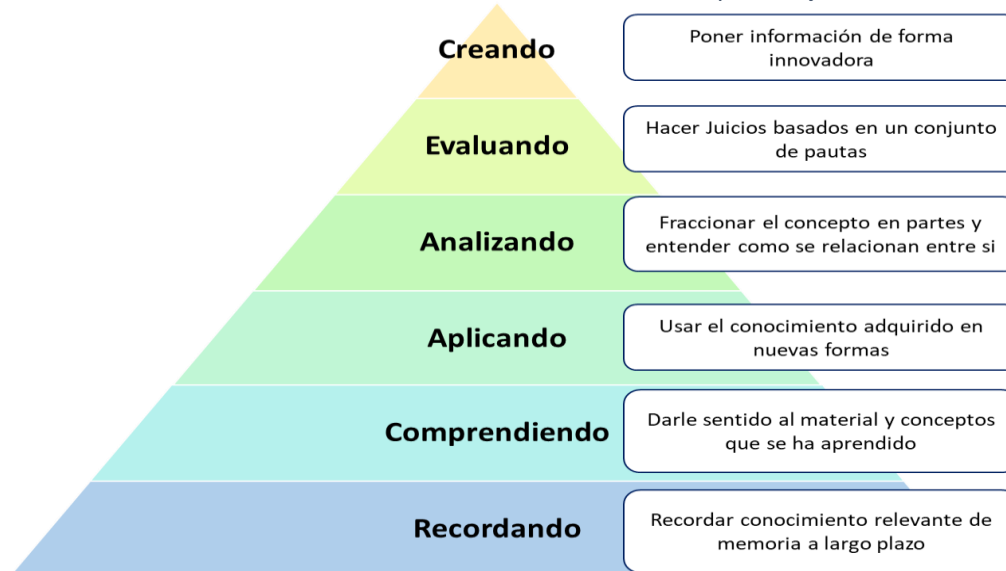 Creando
Poner información de forma
innovadora
Evaluando
Hacer Juicios basados en un conjunto
de pautas
Analizando
Fraccionar el concepto en partes y
entender como se relacionan entre si
Aplicando
Usar el conocimiento adquirido en
nuevas formas
Comprendiendo
Darle sentido al material y conceptos
que se ha aprendido
Recordando
Recordar conocimiento relevante de
memoria a largo plazo